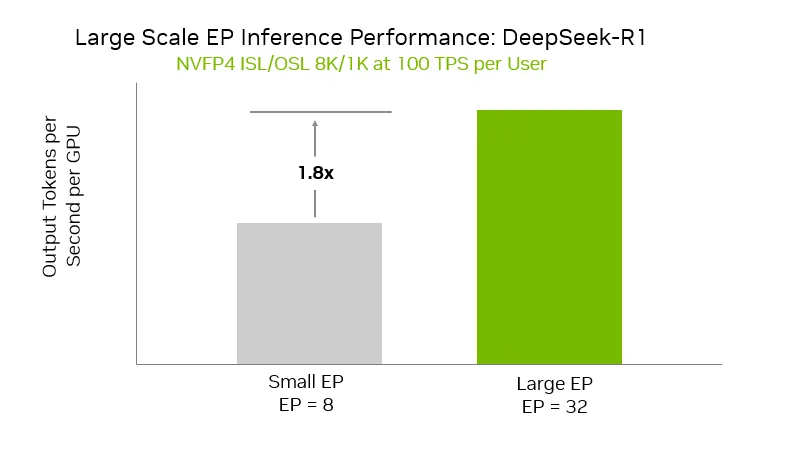 Large Scale EP Inference Performance: DeepSeek-R1
NVFP4 ISL/OSL 8K/1K at 100 TPS per User
Output Tokens per
Second per GPU
1.8x
Small EP
EP = 8
Large EP
EP = 32